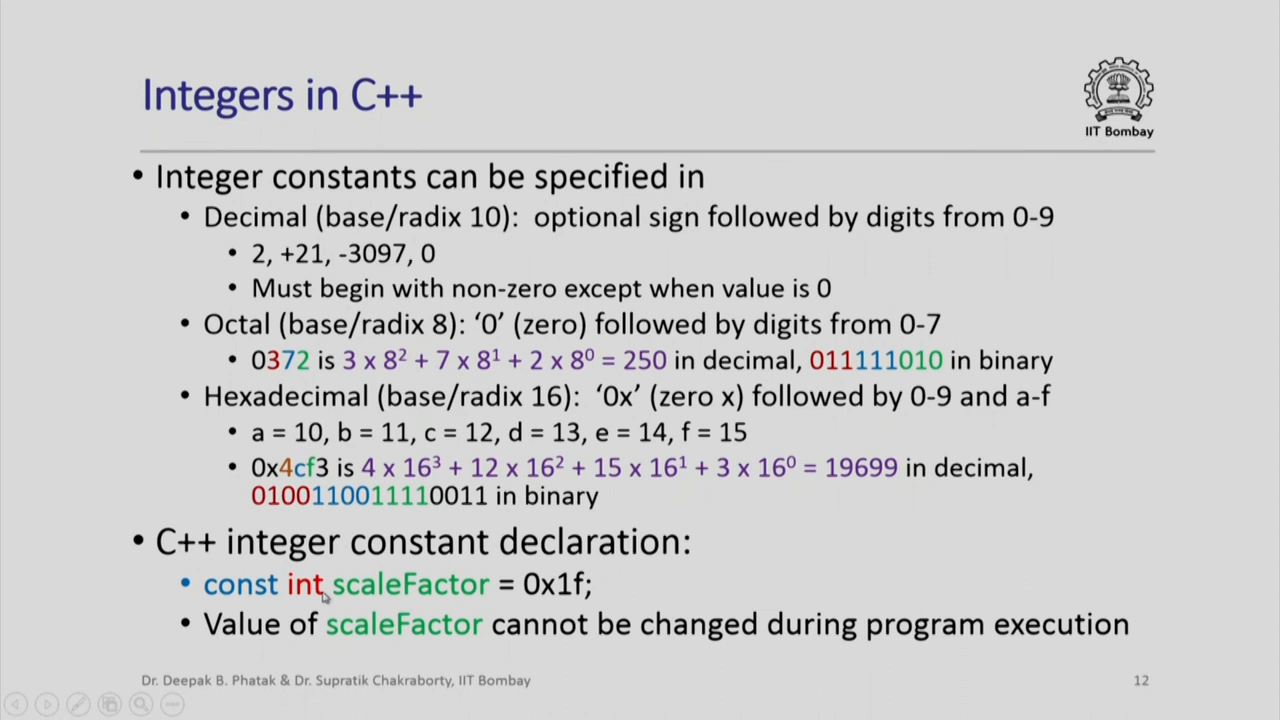 Integers in C++
IIT Bombay
• Integer constants can be specified in
• Decimal (base/radix 10): optional sign followed by digits from 0-9
• 2, +21, -3097, 0
• Must begin with non-zero except when value is 0
• Octal (base/radix 8): ‘0’ (zero) followed by digits from 0-7
• 0372 is 3 x 8² + 7 x 8¹ + 2 x 8⁰ = 250 in decimal, 011111010 in binary
• Hexadecimal (base/radix 16): ‘0x’ (zero x) followed by 0-9 and a-f
• a = 10, b = 11, c = 12, d = 13, e = 14, f = 15
• 0x4cf3 is 4 x 16³ + 12 x 16² + 15 x 16¹ + 3 x 16⁰ = 19699 in decimal,
0100110011110011 in binary
• C++ integer constant declaration:
• const int scaleFactor = 0x1f;
• Value of scaleFactor cannot be changed during program execution
Dr. Deepak B. Phatak & Dr. Supratik Chakraborty, IIT Bombay
12